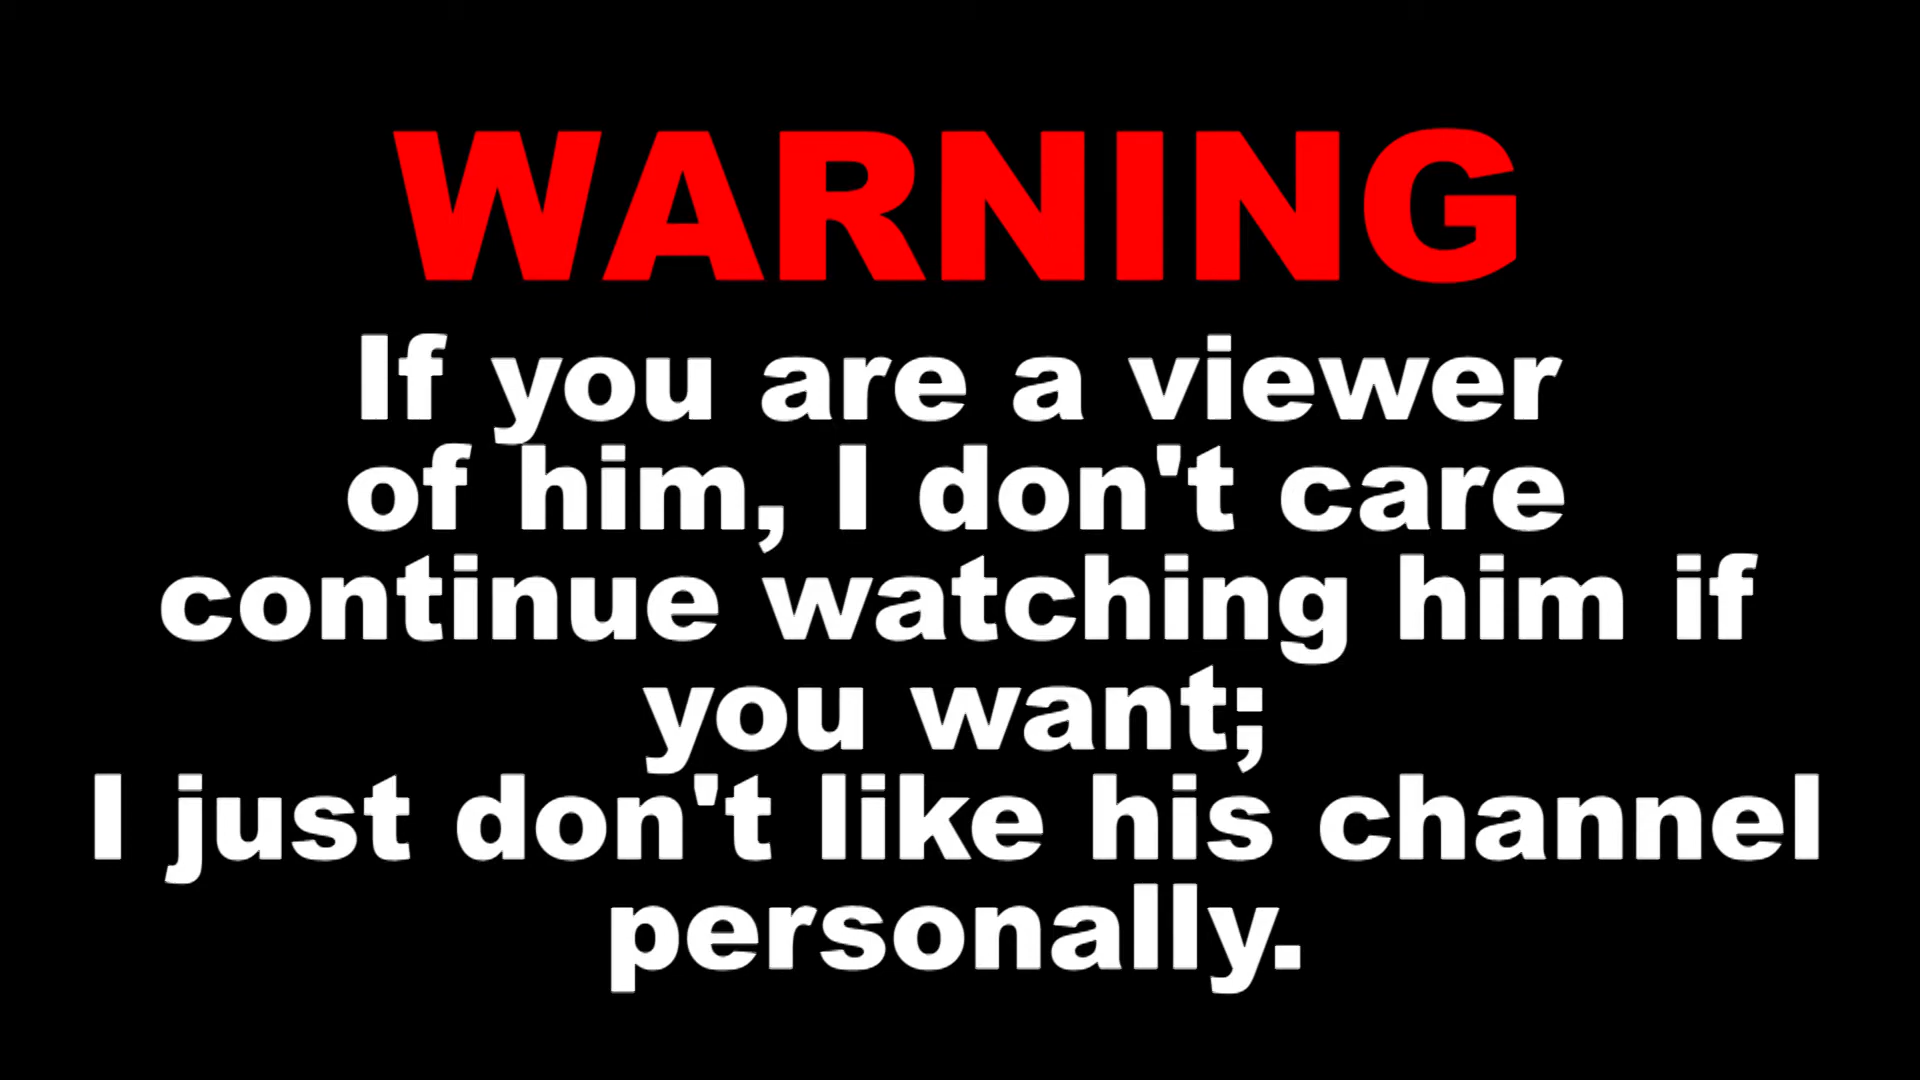 WARNING
If you are a viewer
of him, I don't care
continue watching him if
you want;
I just don't like his channel
personally.